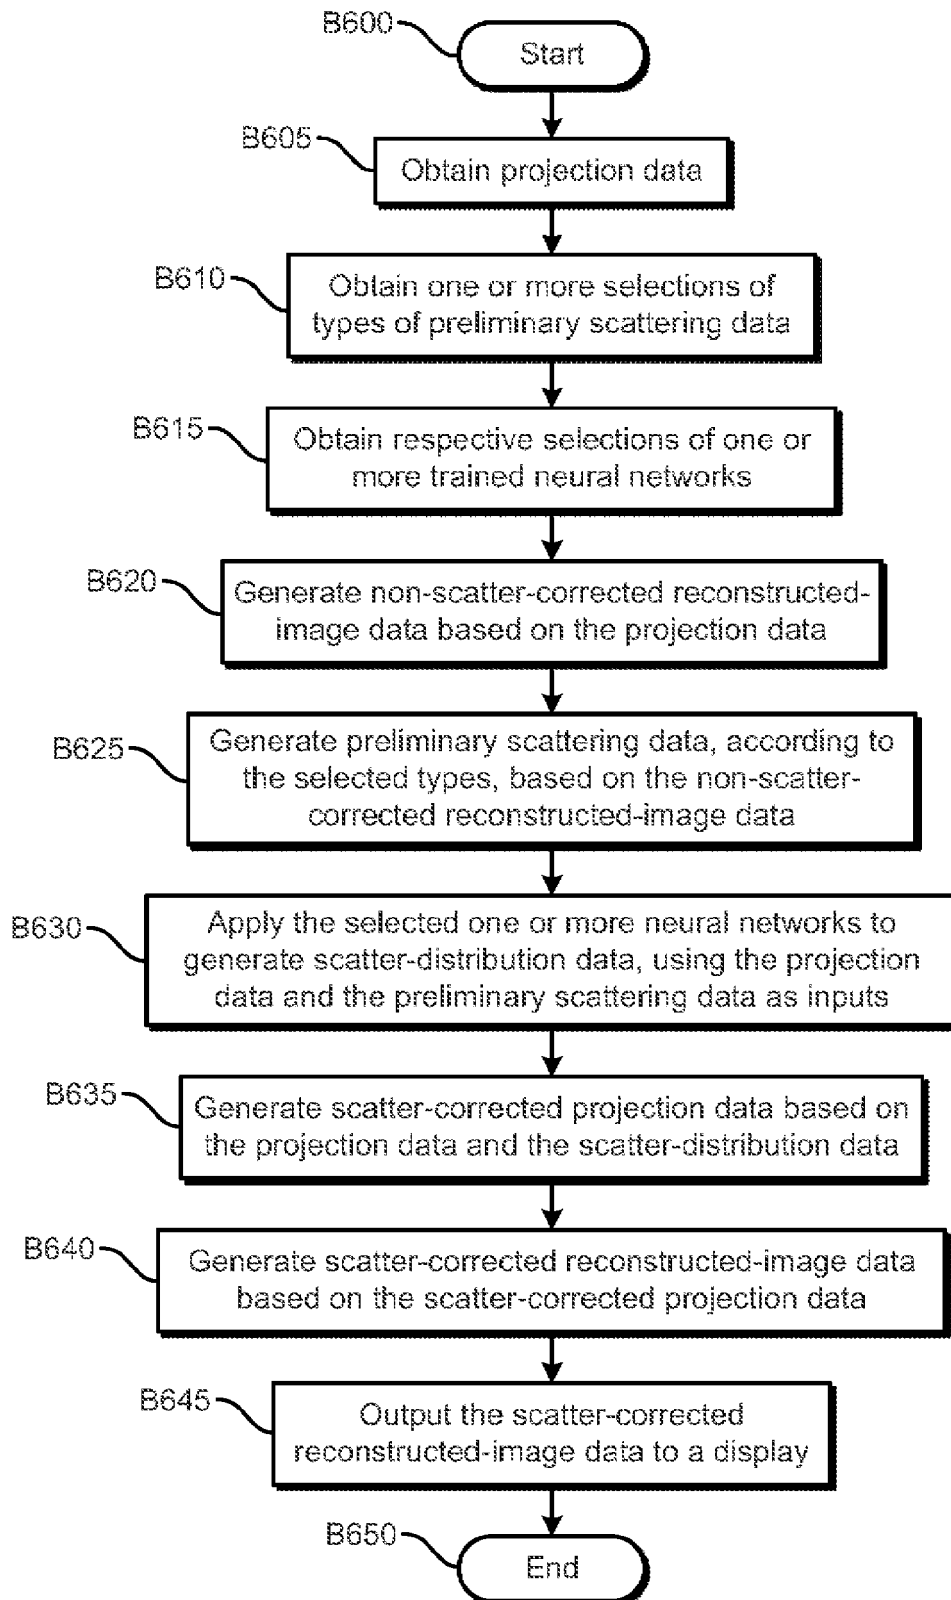 B600
Start
B605
Obtain projection data
B610
Obtain one or more selections of
types of preliminary scattering data
B615
Obtain respective selections of one or
more trained neural networks
B620
Generate non-scatter-corrected reconstructed-
image data based on the projection data
B625
Generate preliminary scattering data, according to
the selected types, based on the non-scatter-
corrected reconstructed-image data
B630
Apply the selected one or more neural networks to
generate scatter-distribution data, using the projection
data and the preliminary scattering data as inputs
B635
Generate scatter-corrected projection data based on
the projection data and the scatter-distribution data
B640
Generate scatter-corrected reconstructed-image data
based on the scatter-corrected projection data
B645
Output the scatter-corrected
reconstructed-image data to a display
B650
End